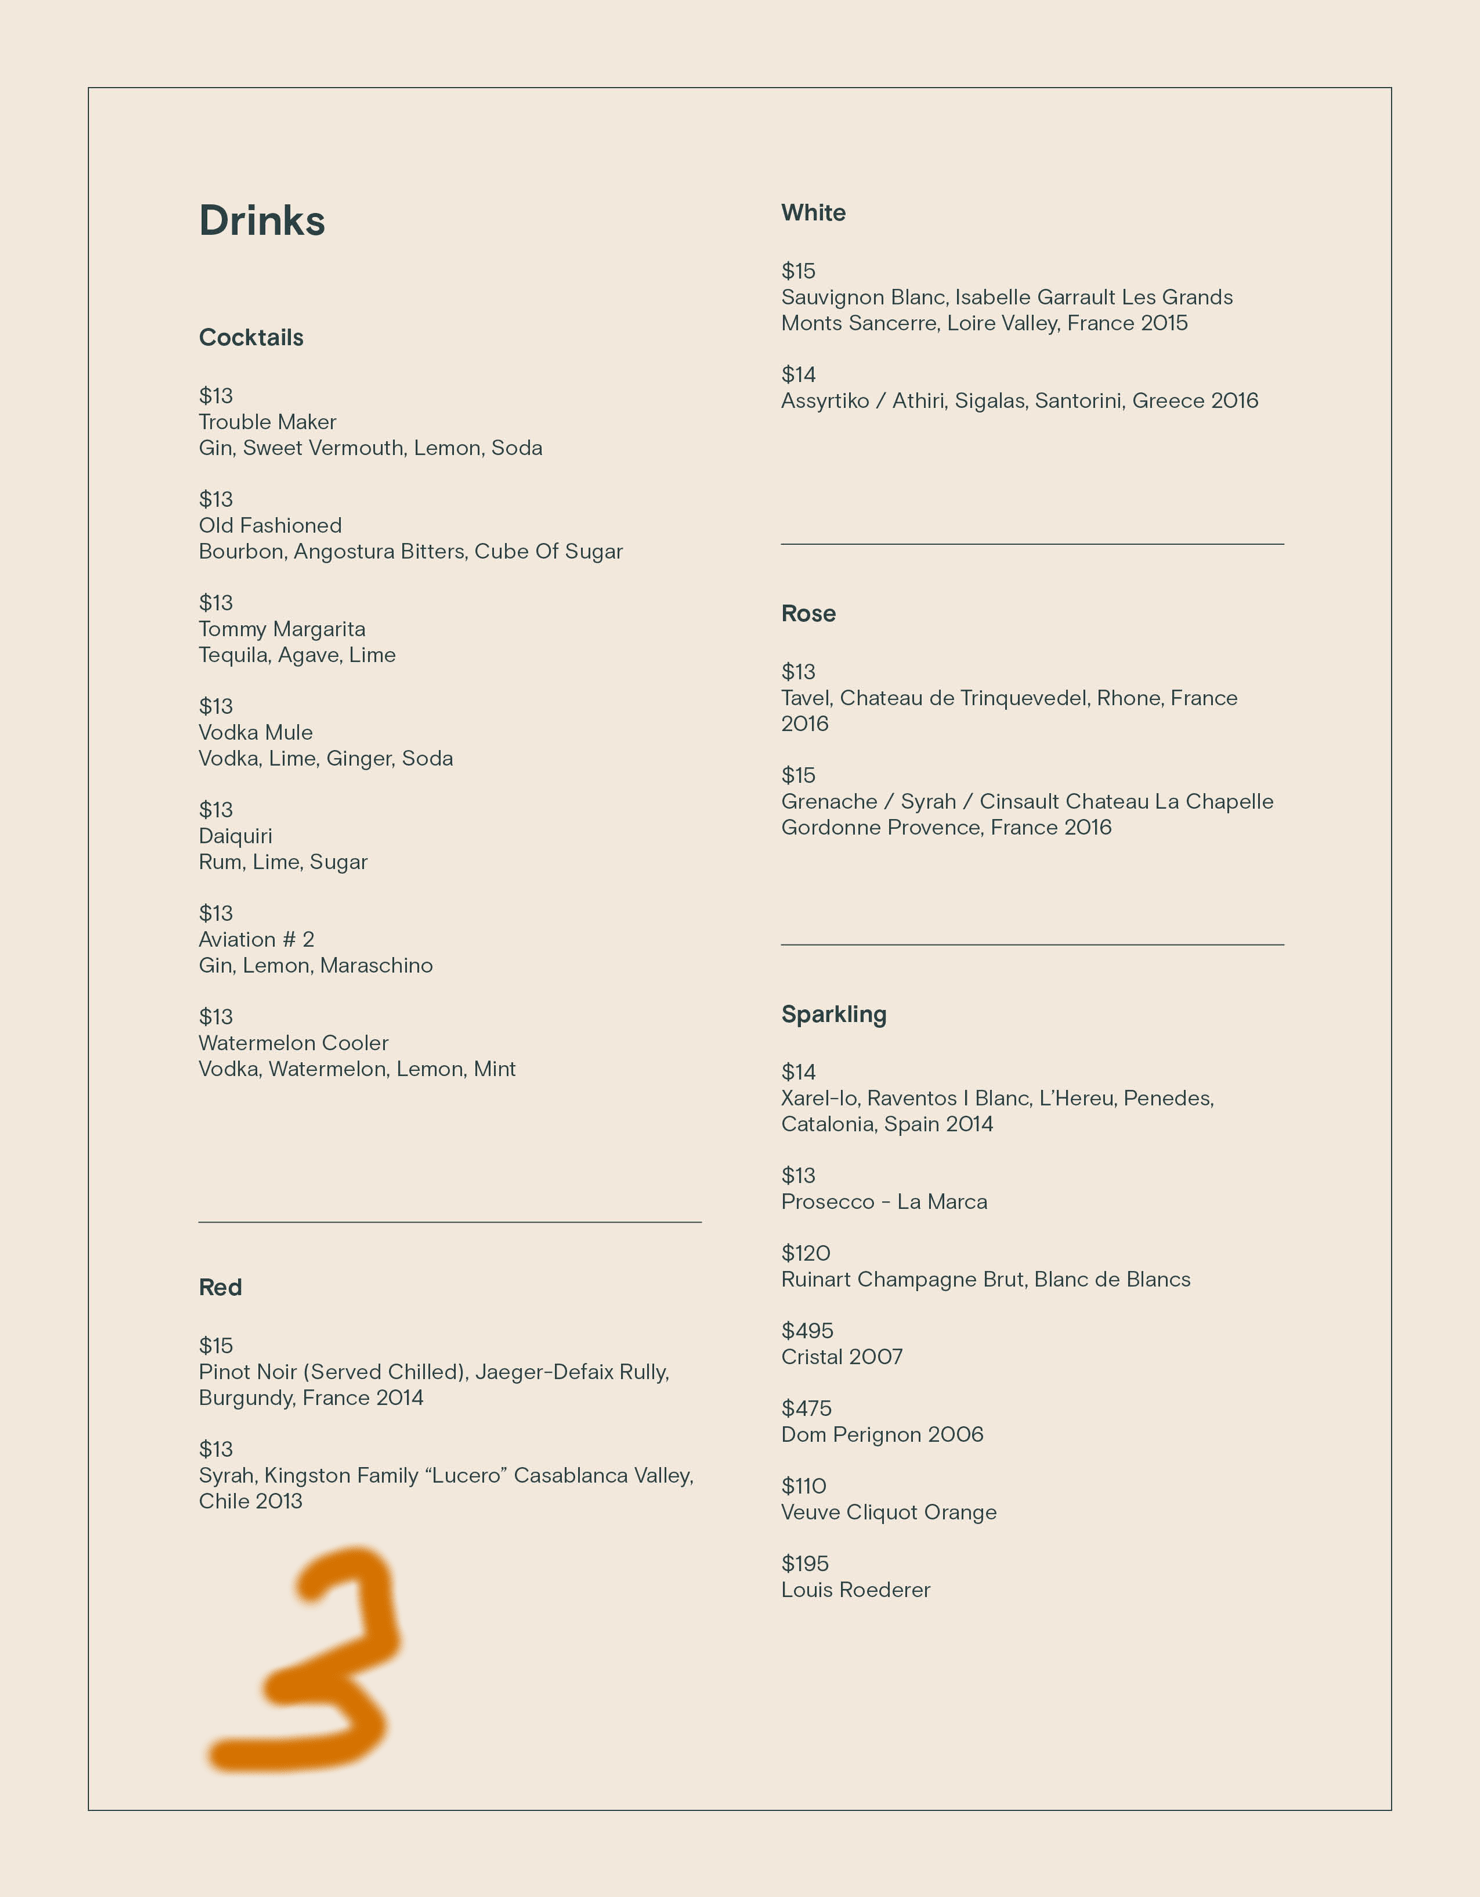 Drinks
Cocktails
$13
Trouble Maker
Gin, Sweet Vermouth, Lemon, Soda
$13
Old Fashioned
Bourbon, Angostura Bitters, Cube Of Sugar
$13
Tommy Margarita
Tequila, Agave, Lime
$13
Vodka Mule
Vodka, Lime, Ginger, Soda
$13
Daiquiri
Rum, Lime, Sugar
$13
Aviation # 2
Gin, Lemon, Maraschino
$13
Watermelon Cooler
Vodka, Watermelon, Lemon, Mint
Red
$15
Pinot Noir (Served Chilled), Jaeger-Defaix Rully,
Burgundy, France 2014
$13
Syrah, Kingston Family “Lucero” Casablanca Valley,
Chile 2013
3
White
$15
Sauvignon Blanc, Isabelle Garrault Les Grands
Monts Sancerre, Loire Valley, France 2015
$14
Assyrtiko / Athiri, Sigalas, Santorini, Greece 2016
Rose
$13
Tavel, Chateau de Trinquevedel, Rhone, France
2016
$15
Grenache / Syrah / Cinsault Chateau La Chapelle
Gordonne Provence, France 2016
Sparkling
$14
Xarel-lo, Raventos I Blanc, L’Hereu, Penedes,
Catalonia, Spain 2014
$13
Prosecco - La Marca
$120
Ruinart Champagne Brut, Blanc de Blancs
$495
Cristal 2007
$475
Dom Perignon 2006
$110
Veuve Cliquot Orange
$195
Louis Roederer